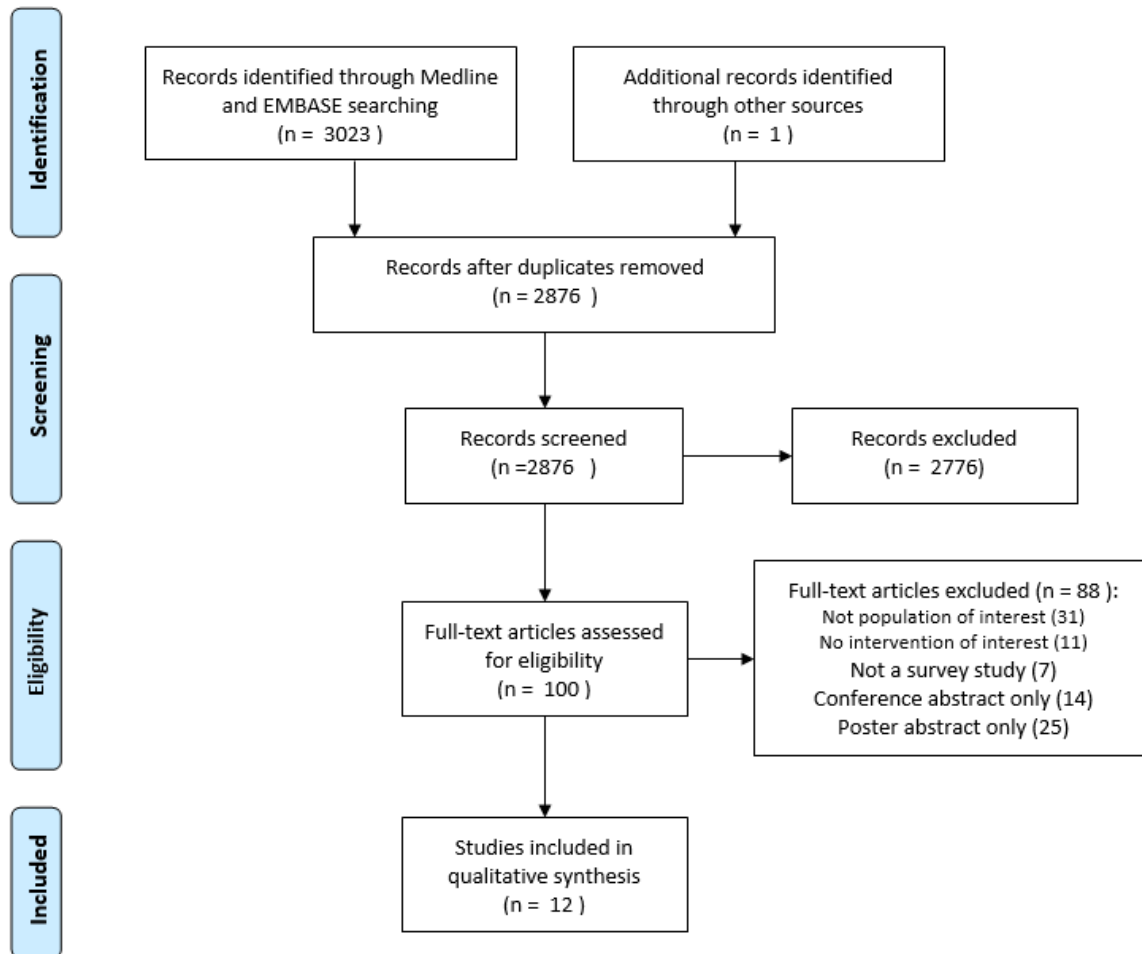 Identification
Records identified through Medline
and EMBASE searching
(n = 3023 )
Additional records identified
through other sources
(n = 1 )
Screening
Records after duplicates removed
(n = 2876 )
Records screened
(n =2876 )
Records excluded
(n = 2776)
Eligibility
Full-text articles assessed
for eligibility
(n = 100 )
Full-text articles excluded (n = 88 ):
Not population of interest (31)
No intervention of interest (11)
Not a survey study (7)
Conference abstract only (14)
Poster abstract only (25)
Included
Studies included in
qualitative synthesis
(n = 12 )